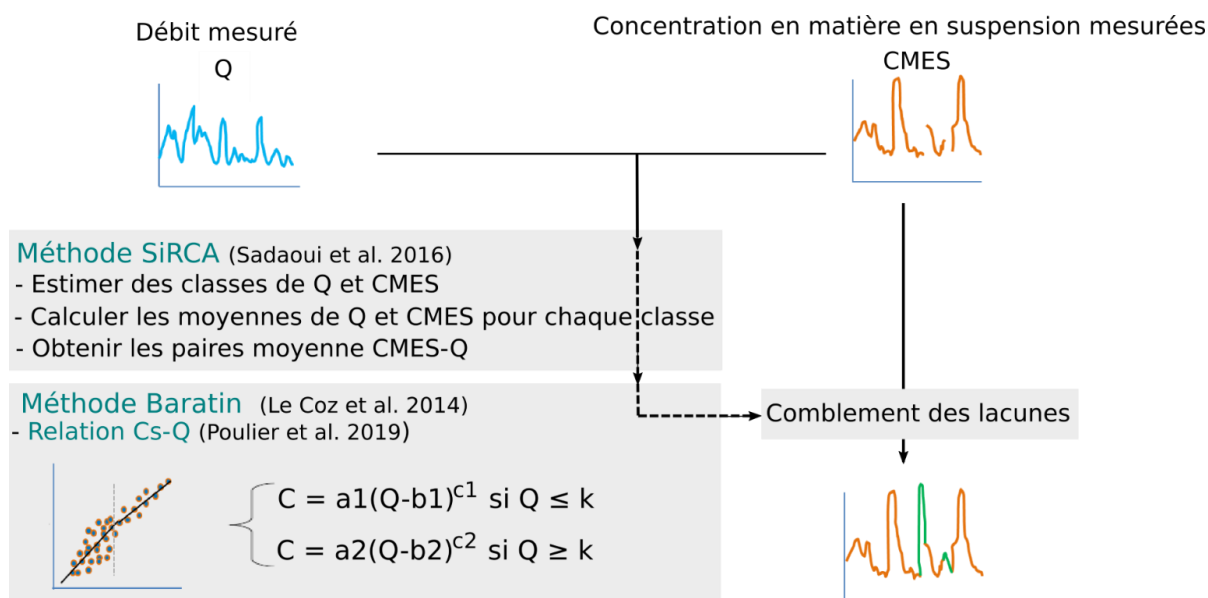 Débit mesuré
Q
Concentration en matière en suspension mesurées
CMES
Méthode SiRCA (Sadaoui et al. 2016)
- Estimer des classes de Q et CMES
- Calculer les moyennes de Q et CMES pour chaque classe
- Obtenir les paires moyenne CMES-Q
Méthode Baratin (Le Coz et al. 2014)
- Relation Cs-Q (Poulier et al. 2019)
C = a1(Q-b1)^c1 si Q ≤ k
C = a2(Q-b2)^c2 si Q ≥ k
Comblement des lacunes